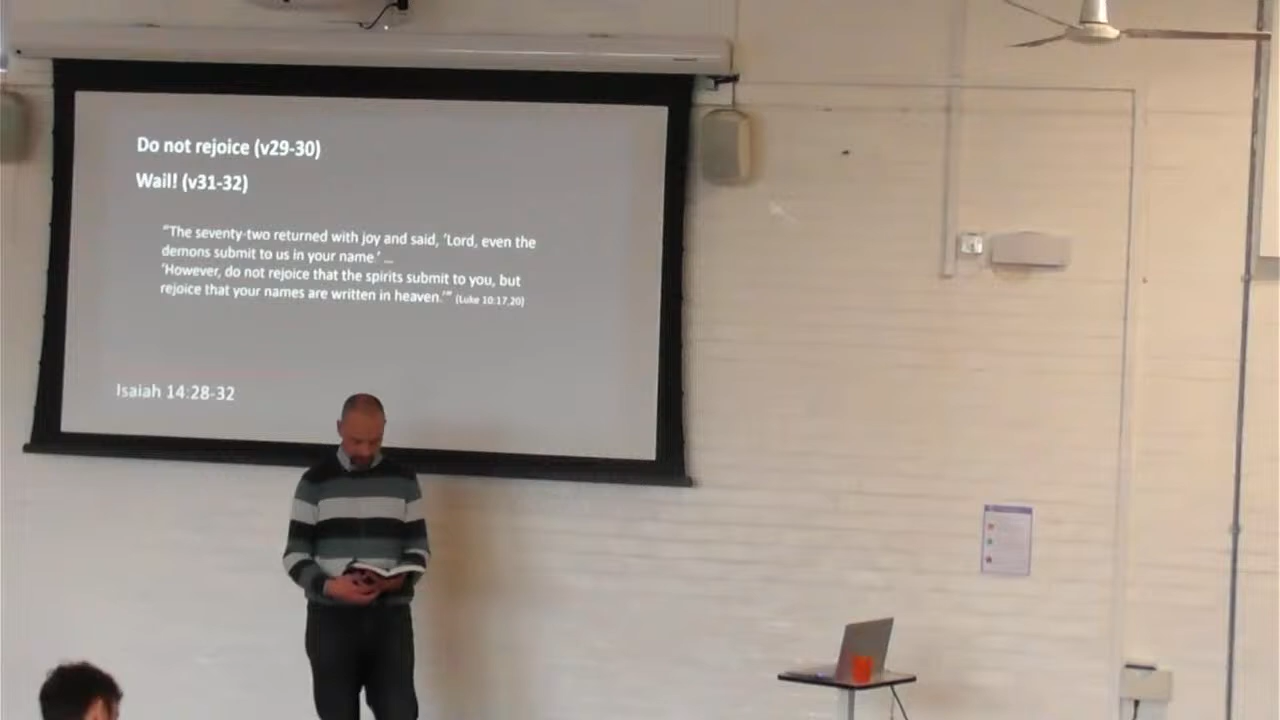 Do not rejoice (v29-30)
Wail! (v31-32)
"The seventy-two returned with joy and said, 'Lord, even the
demons submit to us in your name.' ...
'However, do not rejoice that the spirits submit to you, but
rejoice that your names are written in heaven.'" (Luke 10:17,20)
Isaiah 14:28-32